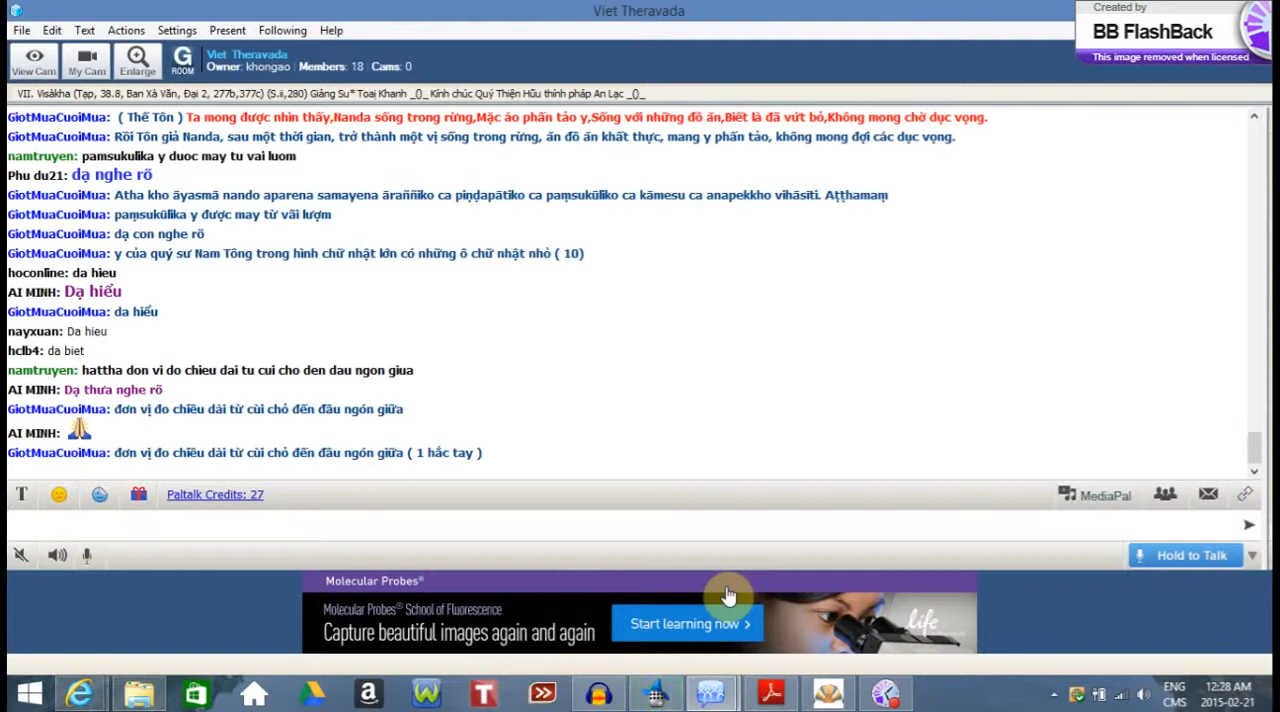 Viet Theravada
Created by
BB FlashBack
This image removed when licensed
File Edit Text Actions Settings Present Following Help
View Cam My Cam Enlarge G ROOM
Viet Theravada
Owner: khongao Members: 18 Cams: 0
VII. Visàkha (Tạp, 38.8, Ban Xà Văn, Đại 2, 277b,377c) (S.ii,280) Giảng Sư* Toại Khanh _()_ Kính chúc Quý Thiện Hữu thính pháp An Lạc _()_
GiotMuaCuoiMua: ( Thế Tôn ) Ta mong được nhìn thấy,Nanda sống trong rừng,Mặc áo phấn tảo y,Sống với những đồ ăn,Biết là đã vứt bỏ,Không mong chờ dục vọng.
GiotMuaCuoiMua: Rồi Tôn giả Nanda, sau một thời gian, trở thành một vị sống trong rừng, ăn đồ ăn khất thực, mang y phấn tảo, không mong đợi các dục vọng.
namtruyen: pamsukulika y duoc may tu vai luom
Phu du21: dạ nghe rõ
GiotMuaCuoiMua: Atha kho āyasmā nando aparena samayena āraññiko ca piṇḍapātiko ca paṃsukūliko ca kāmesu ca anapekkho vihāsīti. Aṭṭhamaṃ
GiotMuaCuoiMua: paṃsukūlika y được may từ vãi lượm
GiotMuaCuoiMua: dạ con nghe rõ
GiotMuaCuoiMua: y của quý sư Nam Tông trong hình chữ nhật lớn có những ô chữ nhật nhỏ ( 10)
hoconline: da hieu
AI MINH: Dạ hiểu
GiotMuaCuoiMua: da hiểu
nayxuan: Da hieu
hclb4: da biet
namtruyen: hattha don vi do chieu dai tu cui cho den dau ngon giua
AI MINH: Dạ thưa nghe rõ
GiotMuaCuoiMua: đơn vị đo chiều dài từ cùi chỏ đến đầu ngón giữa
AI MINH:
GiotMuaCuoiMua: đơn vị đo chiều dài từ cùi chỏ đến đầu ngón giữa ( 1 hắc tay )
T Paltalk Credits: 27 MediaPal
Hold to Talk
Molecular Probes®
Molecular Probes® School of Fluorescence
Capture beautiful images again and again
Start learning now >
life
ENG 12:28 AM
CMS 2015-02-21